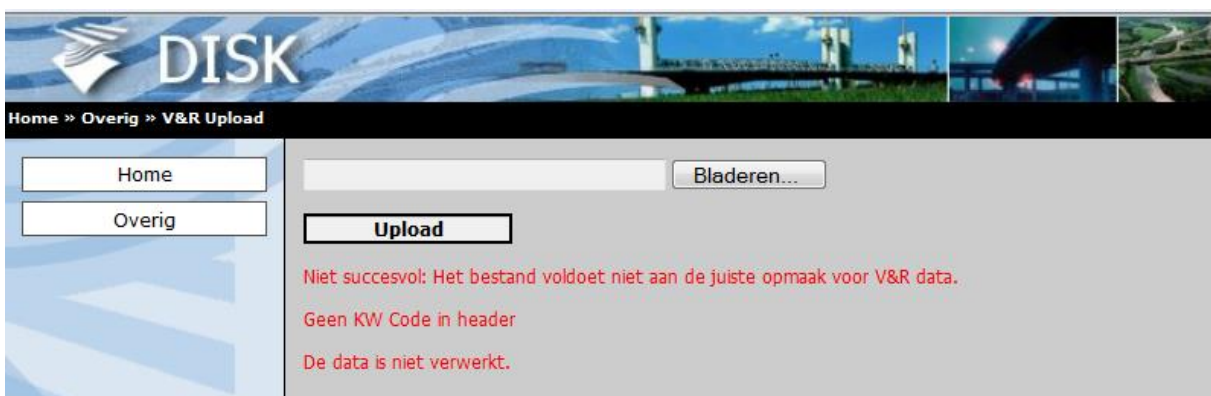 DISK
Home » Overig » V&R Upload
Home
Bladeren...
Overig
Upload
Niet succesvol: Het bestand voldoet niet aan de juiste opmaak voor V&R data.
Geen KW Code in header
De data is niet verwerkt.